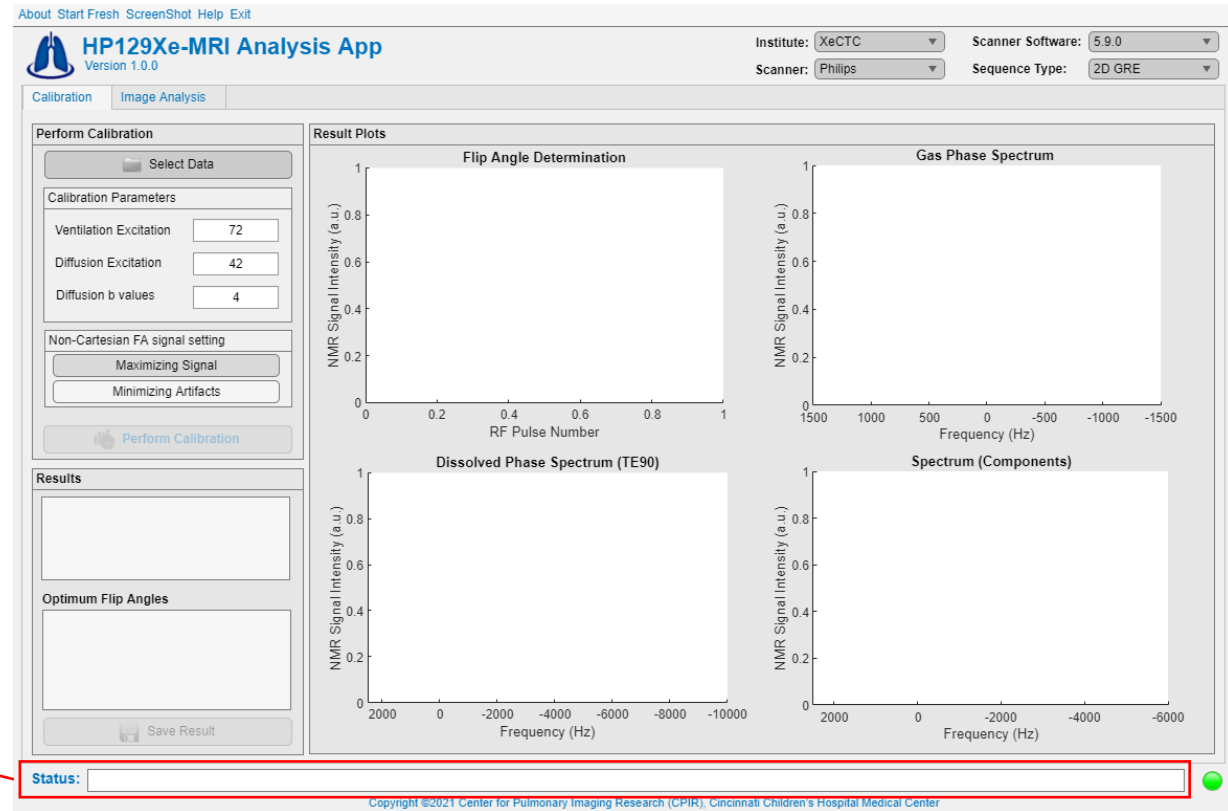 About Start Fresh ScreenShot Help Exit
HP129Xe-MRI Analysis App
Version 1.0.0
Institute: XeCTC
Scanner Software: 5.9.0
Scanner: Philips
Sequence Type: 2D GRE
Calibration
Image Analysis
Perform Calibration
Select Data
Calibration Parameters
Ventilation Excitation 72
Diffusion Excitation 42
Diffusion b values 4
Non-Cartesian FA signal setting
Maximizing Signal
Minimizing Artifacts
Perform Calibration
Results
Optimum Flip Angles
Save Result
Result Plots
Flip Angle Determination
NMR Signal Intensity (a.u.)
1
0.8
0.6
0.4
0.2
0
0 0.2 0.4 0.6 0.8 1
RF Pulse Number
Gas Phase Spectrum
NMR Signal Intensity (a.u.)
1
0.8
0.6
0.4
0.2
0
1500 1000 500 0 -500 -1000 -1500
Frequency (Hz)
Dissolved Phase Spectrum (TE90)
NMR Signal Intensity (a.u.)
1
0.8
0.6
0.4
0.2
0
2000 0 -2000 -4000 -6000 -8000 -10000
Frequency (Hz)
Spectrum (Components)
NMR Signal Intensity (a.u.)
1
0.8
0.6
0.4
0.2
0
2000 0 -2000 -4000 -6000
Frequency (Hz)
Status:
Copyright ©2021 Center for Pulmonary Imaging Research (CPIR), Cincinnati Children's Hospital Medical Center